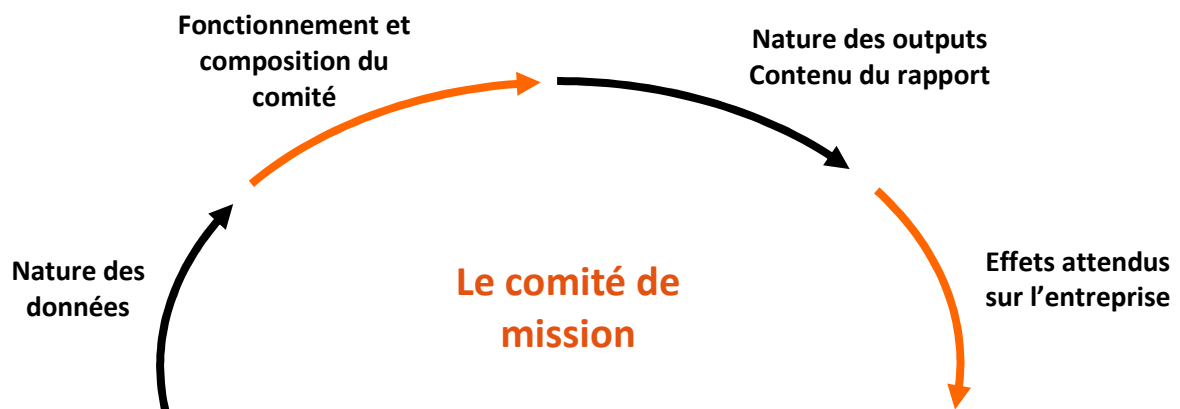 Fonctionnement et
composition du
comité
Nature des outputs
Contenu du rapport
Nature des
données
Le comité de
mission
Effets attendus
sur l’entreprise